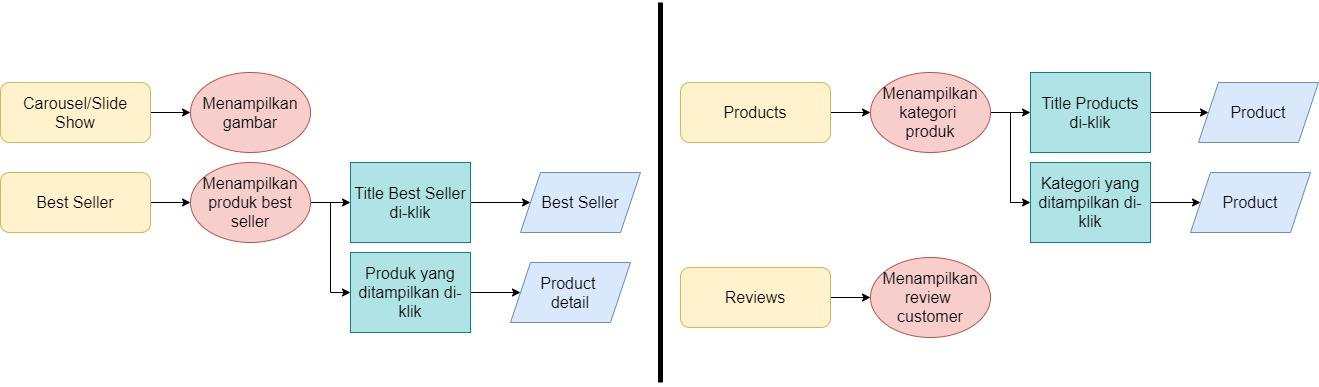 Carousel/Slide
Show
Menampilkan
gambar
Best Seller
Menampilkan
produk best
seller
Title Best Seller
di-klik
Best Seller
Produk yang
ditampilkan di-
klik
Product
detail
Products
Menampilkan
kategori
produk
Title Products
di-klik
Product
Kategori yang
ditampilkan di-
klik
Product
Reviews
Menampilkan
review
customer